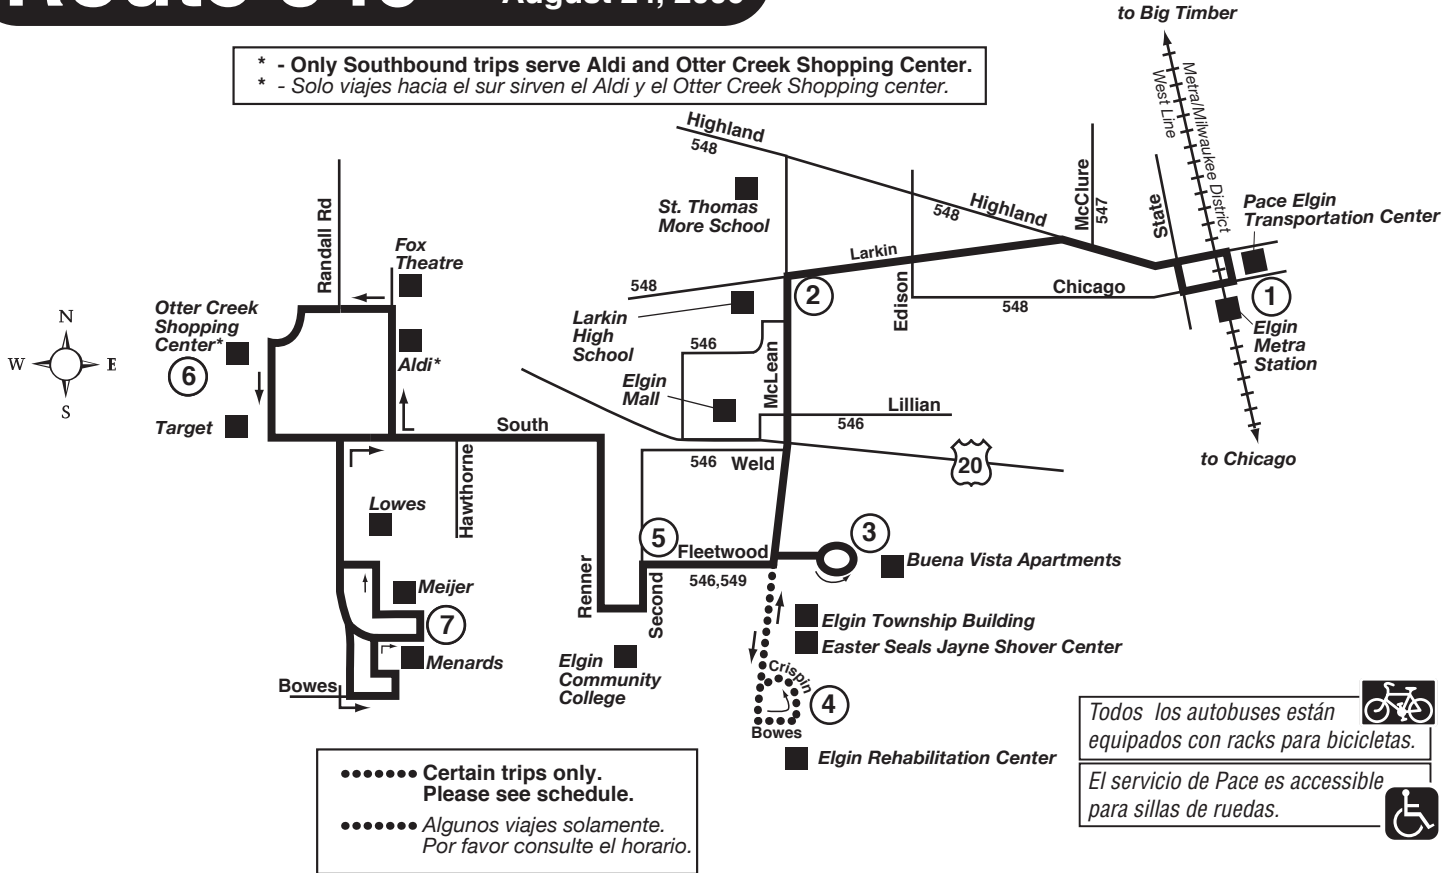 to Big Timber
* - Only Southbound trips serve Aldi and Otter Creek Shopping Center.
* - Solo viajes hacia el sur sirven el Aldi y el Otter Creek Shopping center.
Metra/Milwaukee District
West Line
Highland
548
McClure
547
State
Pace Elgin
Transportation Center
St. Thomas
More School
548
Highland
Randall Rd
Fox
Theatre
Larkin
548
Chicago
548
1
2
Edison
Elgin
Metra
Station
Larkin
High
School
Otter Creek
Shopping
Center*
6
N
W
E
S
Aldi*
546
McLean
Elgin
Mall
Lillian
546
Target
South
546
Weld
20
to Chicago
Hawthorne
Lowes
5
Fleetwood
546,549
3
Buena Vista Apartments
Renner
Second
Meijer
7
Menards
Elgin Township Building
Easter Seals Jayne Shover Center
Elgin
Community
College
Crispin
4
Bowes
Bowes
Elgin Rehabilitation Center
Todos los autobuses están
equipados con racks para bicicletas.
El servicio de Pace es accessible
para sillas de ruedas.
Certain trips only.
Please see schedule.
Algunos viajes solamente.
Por favor consulte el horario.